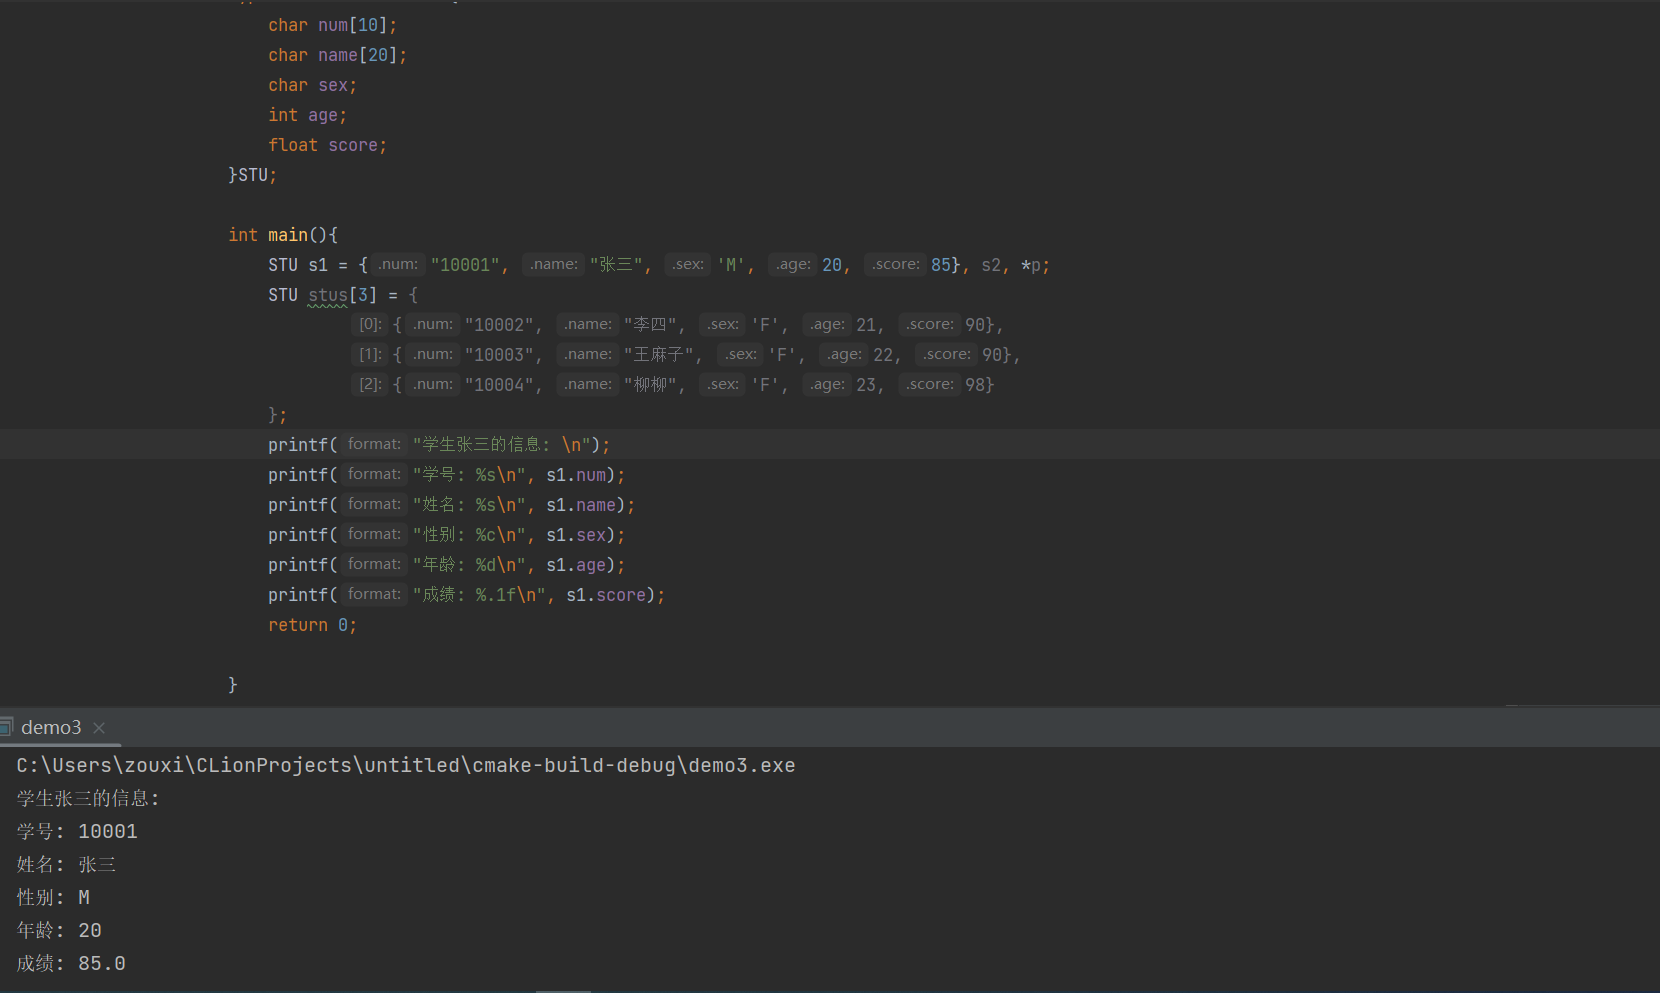 char num[10];
char name[20];
char sex;
int age;
float score;
}STU;
int main(){
STU s1 = { .num: "10001", .name: "张三", .sex: 'M', .age: 20, .score: 85}, s2, *p;
STU stus[3] = {
[0]: { .num: "10002", .name: "李四", .sex: 'F', .age: 21, .score: 90},
[1]: { .num: "10003", .name: "王麻子", .sex: 'F', .age: 22, .score: 90},
[2]: { .num: "10004", .name: "柳柳", .sex: 'F', .age: 23, .score: 98}
};
printf( format: "学生张三的信息: \n");
printf( format: "学号: %s\n", s1.num);
printf( format: "姓名: %s\n", s1.name);
printf( format: "性别: %c\n", s1.sex);
printf( format: "年龄: %d\n", s1.age);
printf( format: "成绩: %.1f\n", s1.score);
return 0;
}
demo3 ×
C:\Users\zouxi\CLionProjects\untitled\cmake-build-debug\demo3.exe
学生张三的信息:
学号: 10001
姓名: 张三
性别: M
年龄: 20
成绩: 85.0